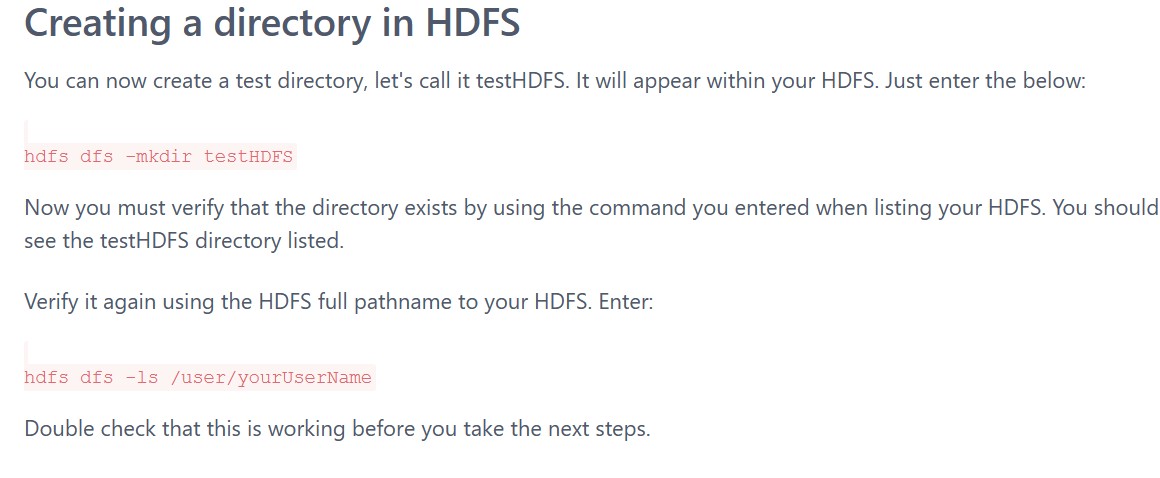 Creating a directory in HDFS
You can now create a test directory, let's call it testHDFS. It will appear within your HDFS. Just enter the below:
hdfs dfs -mkdir testHDFS
Now you must verify that the directory exists by using the command you entered when listing your HDFS. You should
see the testHDFS directory listed.
Verify it again using the HDFS full pathname to your HDFS. Enter:
hdfs dfs -ls /user/yourUserName
Double check that this is working before you take the next steps.